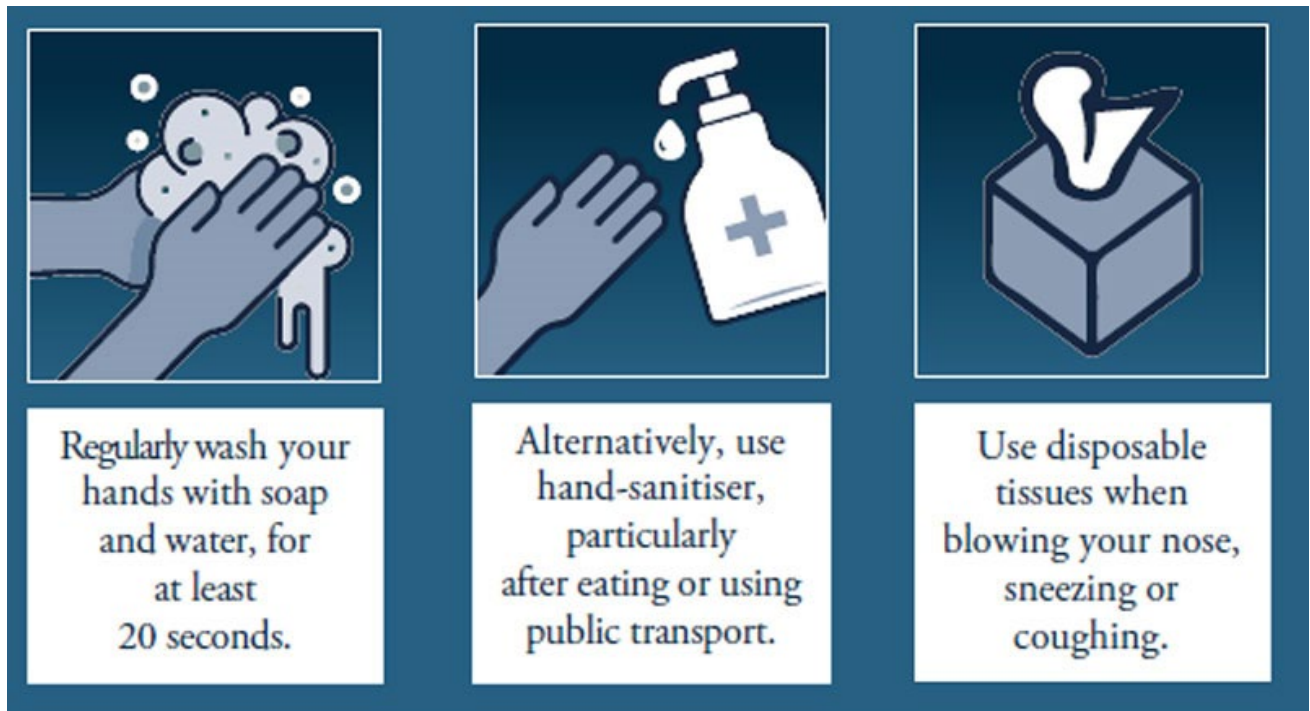 Regularly wash your
hands with soap
and water, for
at least
20 seconds.
Alternatively, use
hand-sanitiser,
particularly
after eating or using
public transport.
Use disposable
tissues when
blowing your nose,
sneezing or
coughing.